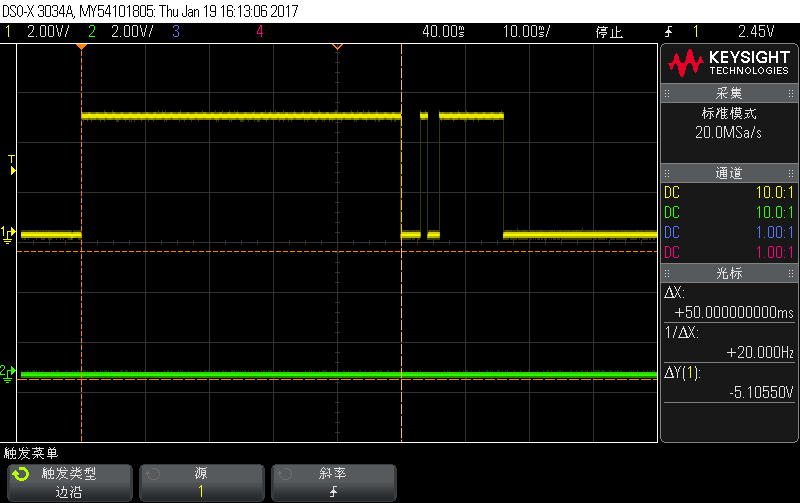 DSO-X 3034A, MY54101805: Thu Jan 19 16:13:06 2017
1 2.00V/ 2 2.00V/ 3 4 40.00ms 10.00ms/ 停止 1 2.45V
KEYSIGHT
TECHNOLOGIES
采集
标准模式
20.0MSa/s
通道
DC 10.0:1
DC 10.0:1
DC 1.00:1
DC 1.00:1
光标
ΔX:
+50.000000000ms
1/ΔX:
+20.000Hz
ΔY(1):
-5.10550V
T
1
2
触发菜单
触发类型 源 斜率
边沿 1